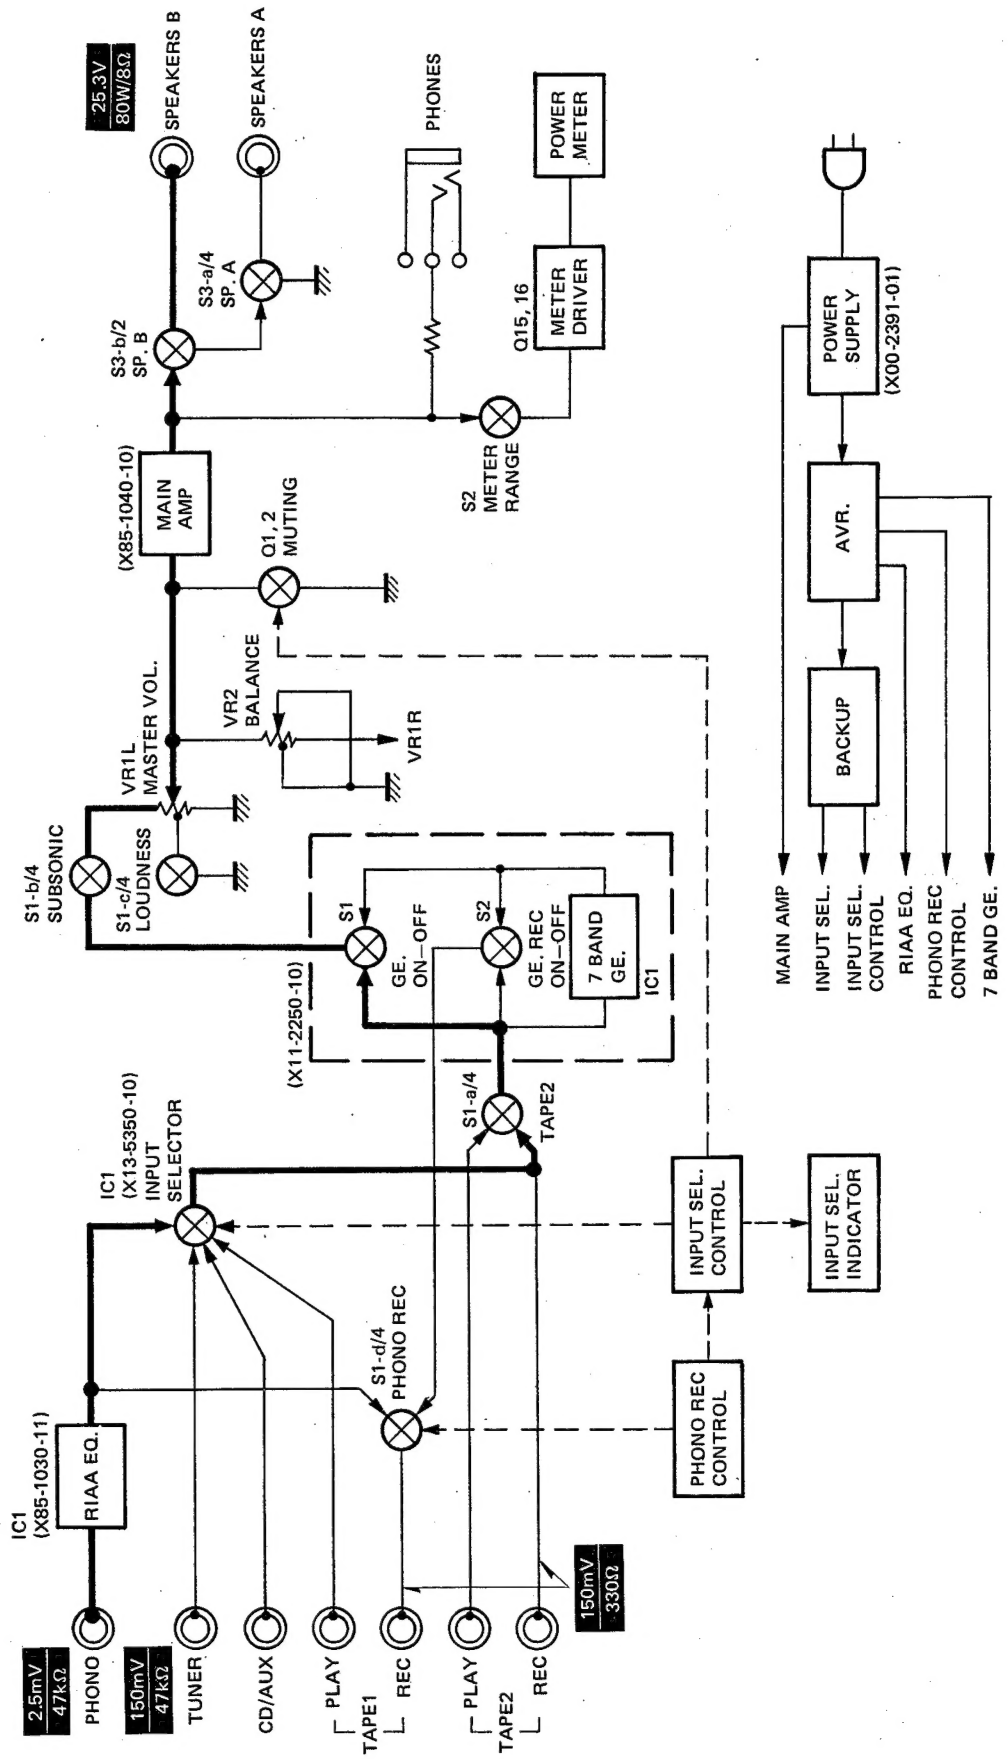 2.5mV
47kΩ
PHONO
150mV
47kΩ
TUNER
CD/AUX
PLAY
TAPE1
REC
PLAY
TAPE2
REC
150mV
330Ω
IC1
(X85-1030-11)
RIAA EQ.
S1-d/4
PHONO REC
PHONO REC
CONTROL
IC1
(X13-5350-10)
INPUT
SELECTOR
INPUT SEL.
CONTROL
INPUT SEL.
INDICATOR
S1-a/4
TAPE2
(X11-2250-10)
S1
GE.
ON—OFF
S2
GE. REC
ON—OFF
7 BAND
GE.
IC1
S1-b/4
SUBSONIC
S1-c/4
LOUDNESS
VR1L
MASTER VOL.
VR2
BALANCE
VR1R
Q1, 2
MUTING
(X85-1040-10)
MAIN
AMP
S2
METER
RANGE
S3-b/2
SP. B
S3-a/4
SP. A
Q15, 16
METER
DRIVER
POWER
METER
PHONES
25.3V
80W/8Ω
SPEAKERS B
SPEAKERS A
MAIN AMP
INPUT SEL.
INPUT SEL.
CONTROL
RIAA EQ.
PHONO REC
CONTROL
7 BAND GE.
BACKUP
AVR.
POWER
SUPPLY
(X00-2391-01)